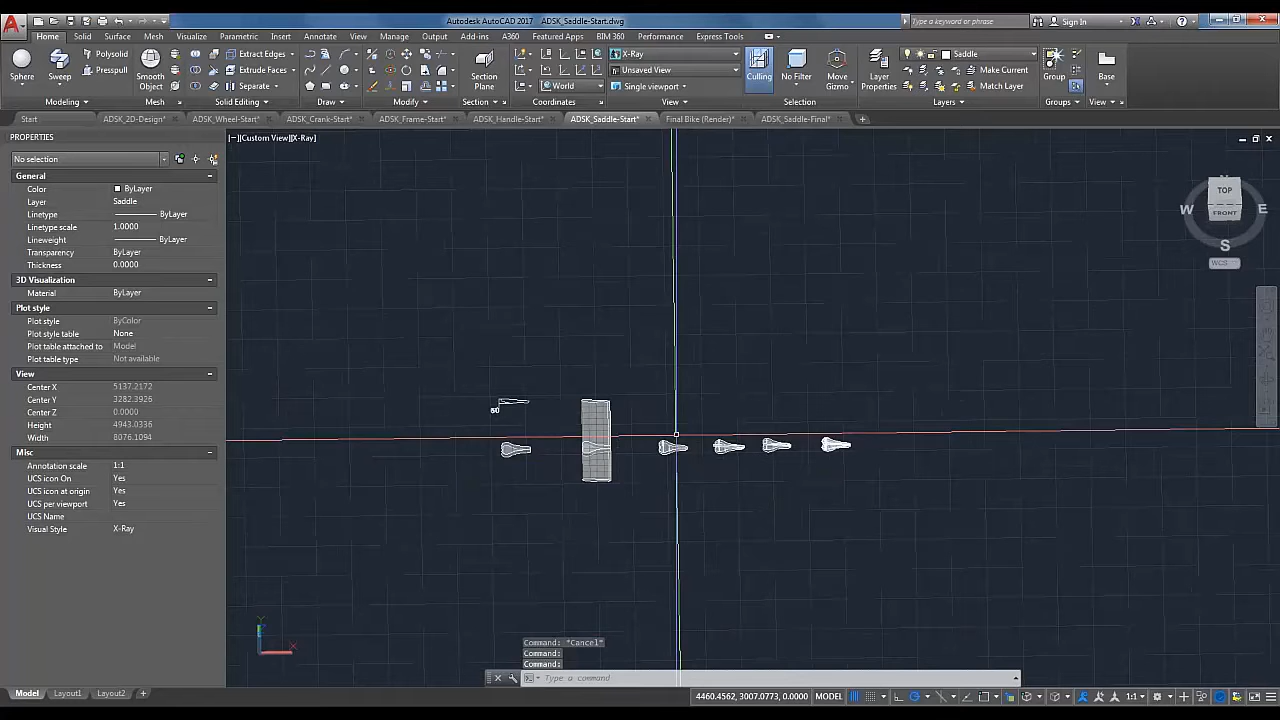 Autodesk AutoCAD 2017 ADSK_Saddle-Start.dwg
Type a keyword or phrase
Sign In
Home Solid Surface Mesh Visualize Parametric Insert Annotate View Manage Output Add-ins A360 Featured Apps BIM 360 Performance Express Tools
Sphere
Sweep
Polysolid
Presspull
Smooth
Object
Extract Edges
Extrude Faces
Separate
Section
Plane
World
X-Ray
Unsaved View
Single viewport
Culling
No Filter
Move
Gizmo
Layer
Properties
Saddle
Make Current
Match Layer
Group
Base
Modeling Mesh Solid Editing Draw Modify Section Coordinates View Selection Layers Groups View
Start ADSK_2D-Design* ADSK_Wheel-Start* ADSK_Crank-Start* ADSK_Frame-Start* ADSK_Handle-Start* ADSK_Saddle-Start* Final Bike (Render)* ADSK_Saddle-Final*
PROPERTIES
No selection
General
Color ByLayer
Layer Saddle
Linetype ByLayer
Linetype scale 1.0000
Lineweight ByLayer
Transparency ByLayer
Thickness 0.0000
3D Visualization
Material ByLayer
Plot style
Plot style ByColor
Plot style table None
Plot table attached to Model
Plot table type Not available
View
Center X 5137.2172
Center Y 3282.3926
Center Z 0.0000
Height 4943.0336
Width 8076.1094
Misc
Annotation scale 1:1
UCS icon On Yes
UCS icon at origin Yes
UCS per viewport Yes
UCS Name
Visual Style X-Ray
[−][Custom View][X-Ray]
TOP
FRONT
W
E
S
WCS
Y
X
Command: *Cancel*
Command:
Command:
Type a command
Model Layout1 Layout2
4460.4562, 3007.0773, 0.0000 MODEL
1:1